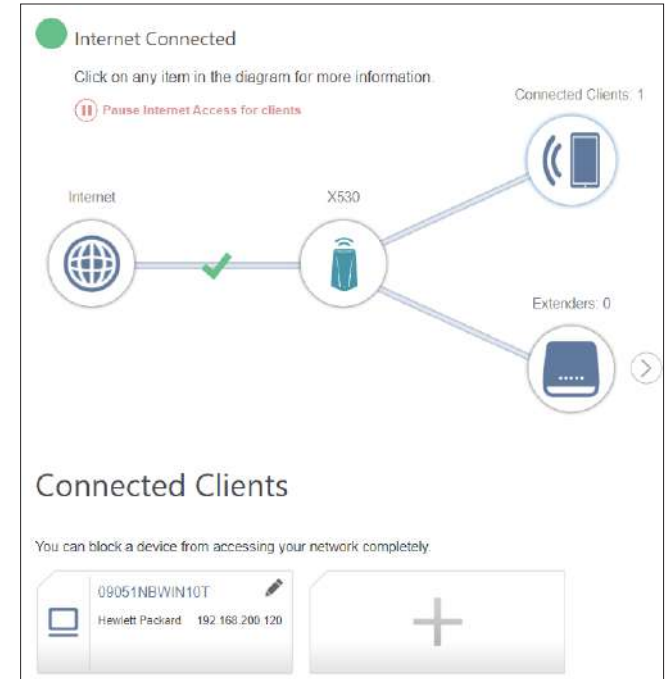 Internet Connected
Click on any item in the diagram for more information.
Pause Internet Access for clients
Connected Clients: 1
Internet
X530
Extenders: 0
Connected Clients
You can block a device from accessing your network completely.
09051NBWIN10T
Hewlett Packard 192.168.200.120